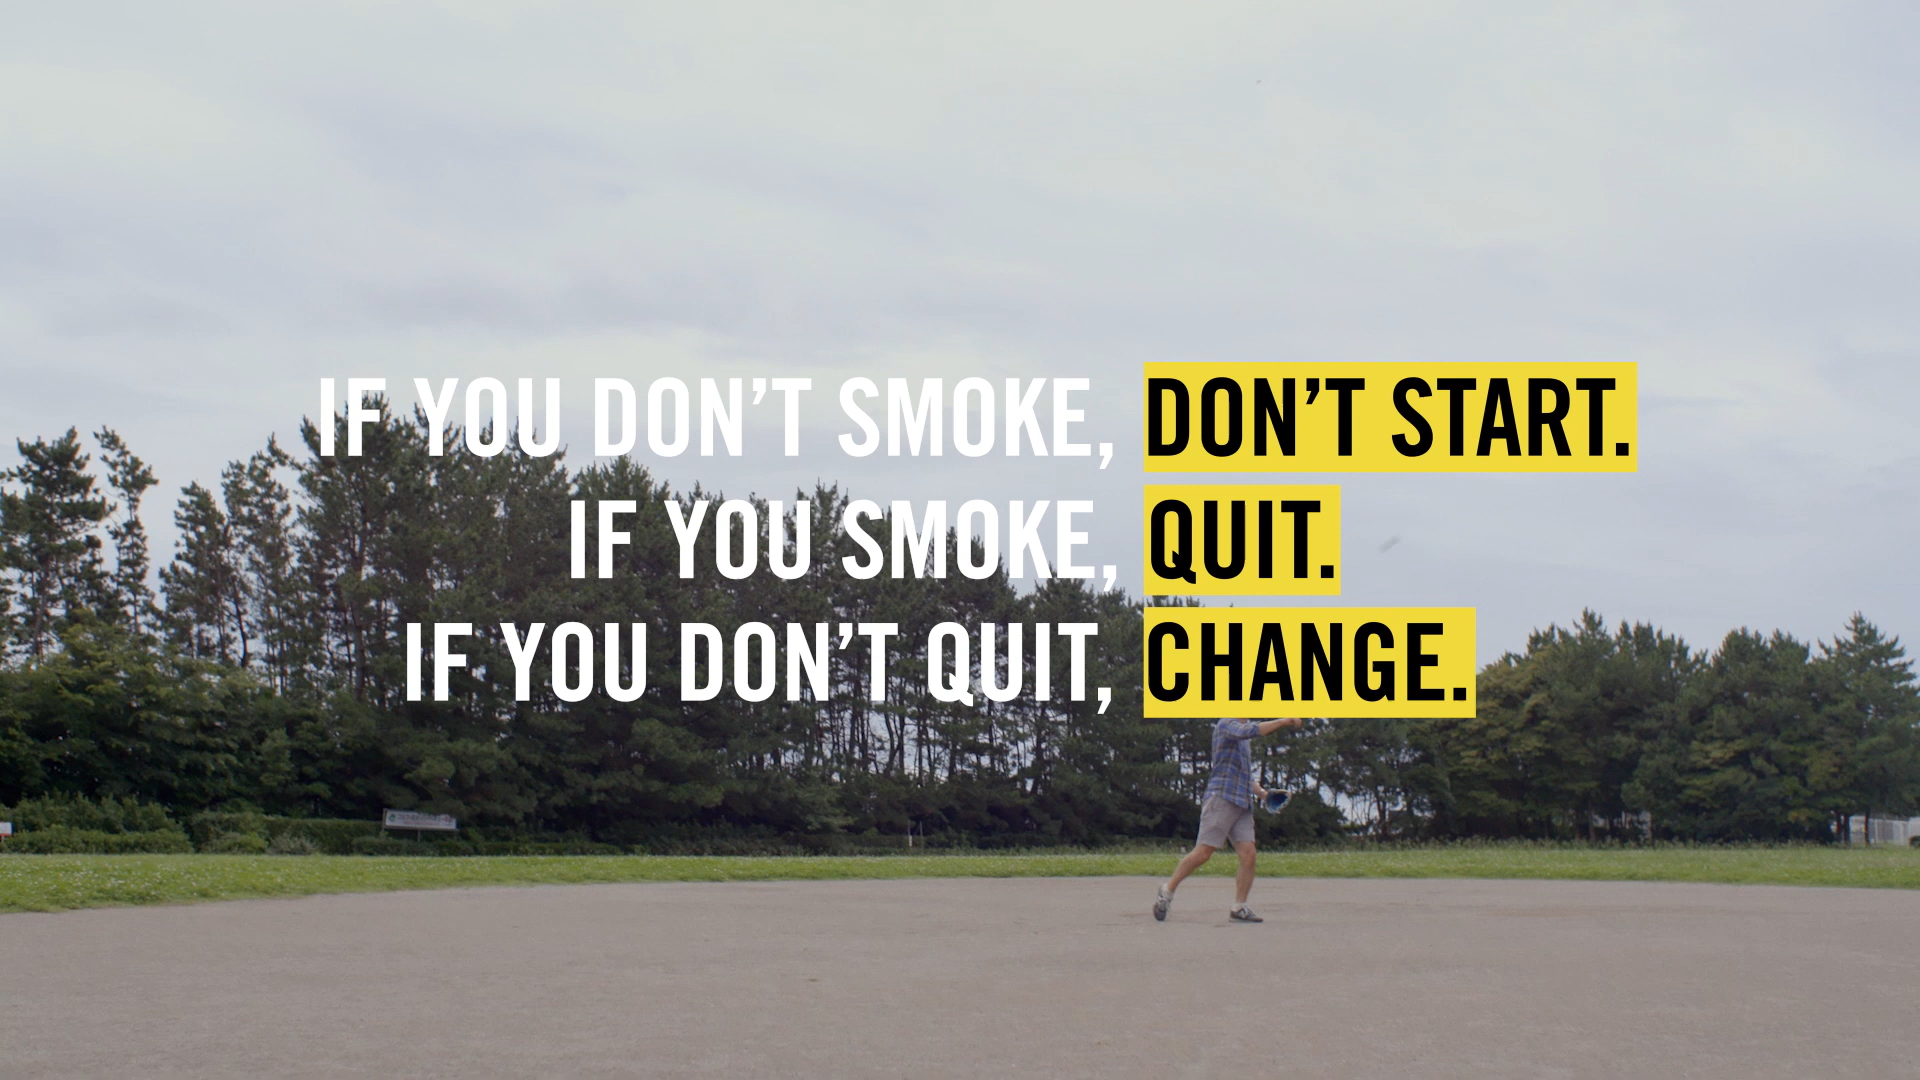 IF YOU DON'T SMOKE, DON'T START.
IF YOU SMOKE, QUIT.
IF YOU DON'T QUIT, CHANGE.